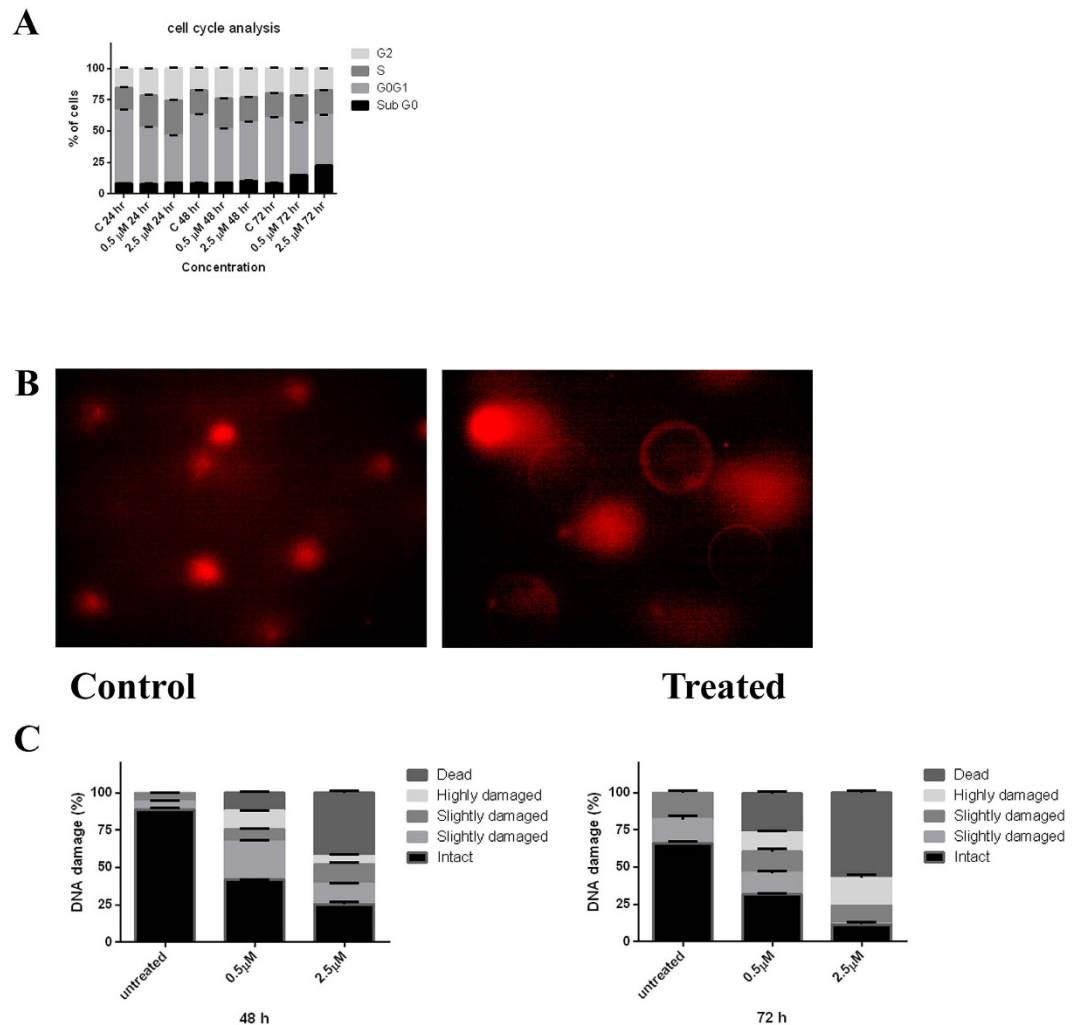 A
cell cycle analysis
% of cells
100
75
50
25
0
G2
S
G0G1
Sub G0
C 24 hr
0.5 µM 24 hr
2.5 µM 24 hr
C 48 hr
0.5 µM 48 hr
2.5 µM 48 hr
C 72 hr
0.5 µM 72 hr
2.5 µM 72 hr
Concentration
B
Control
Treated
C
DNA damage (%)
100
75
50
25
0
Dead
Highly damaged
Slightly damaged
Slightly damaged
Intact
untreated
0.5µM
2.5µM
48 h
DNA damage (%)
100
75
50
25
0
Dead
Highly damaged
Slightly damaged
Slightly damaged
Intact
untreated
0.5µM
2.5µM
72 h